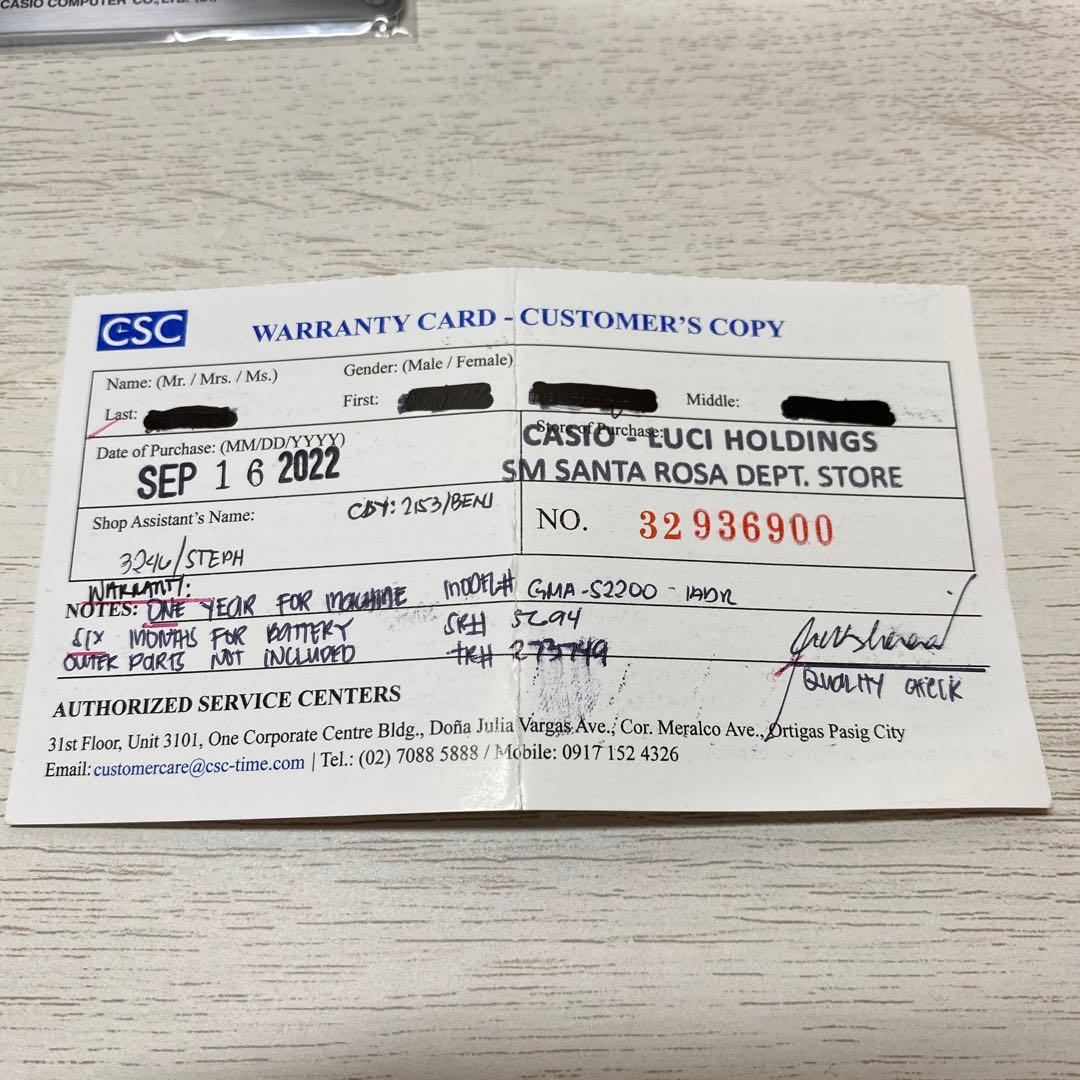 CASIO COMPUTER CO., LTD.
CSC
WARRANTY CARD - CUSTOMER'S COPY
Name: (Mr. / Mrs. / Ms.) Gender: (Male / Female)
Last: First: Middle:
Date of Purchase: (MM/DD/YYYY) Store of Purchase:
SEP 16 2022
CASIO - LUCI HOLDINGS
SM SANTA ROSA DEPT. STORE
Shop Assistant's Name: CBY: 2153/BENJ
3246/STEPH
NO. 32936900
WARRANTY:
NOTES: ONE YEAR FOR MACHINE MODEL# GMA-S2200
SIX MONTHS FOR BATTERY SR# 5294
OUTER PARTS NOT INCLUDED TR# 273749
QUALITY CHECK
AUTHORIZED SERVICE CENTERS
31st Floor, Unit 3101, One Corporate Centre Bldg., Doña Julia Vargas Ave., Cor. Meralco Ave., Ortigas Pasig City
Email: customercare@csc-time.com | Tel.: (02) 7088 5888 / Mobile: 0917 152 4326